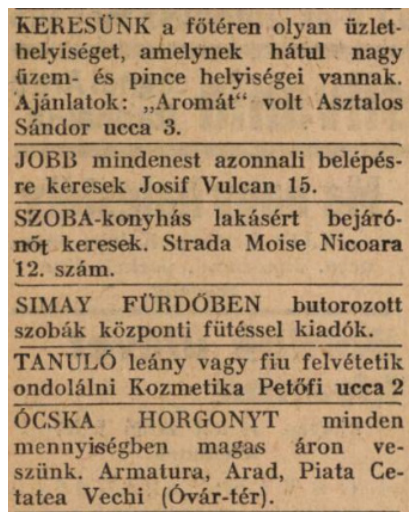 KERESÜNK a főtéren olyan üzlet-
helyiséget, amelynek hátul nagy
üzem- és pince helyiségei vannak.
Ajánlatok: „Aromát“ volt Asztalos
Sándor ucca 3.
JOBB mindenest azonnali belépés-
re keresek Josif Vulcan 15.
SZOBA-konyhás lakásért bejáró-
nőt keresek. Strada Moise Nicoara
12. szám.
SIMAY FÜRDŐBEN butorozott
szobák központi fütéssel kiadók.
TANULÓ leány vagy fiu felvétetik
ondolálni Kozmetika Petőfi ucca 2
ÓCSKA HORGONYT minden
mennyiségben magas áron ve-
szünk. Armatura, Arad, Piata Ce-
tatea Vechi (Óvár-tér).